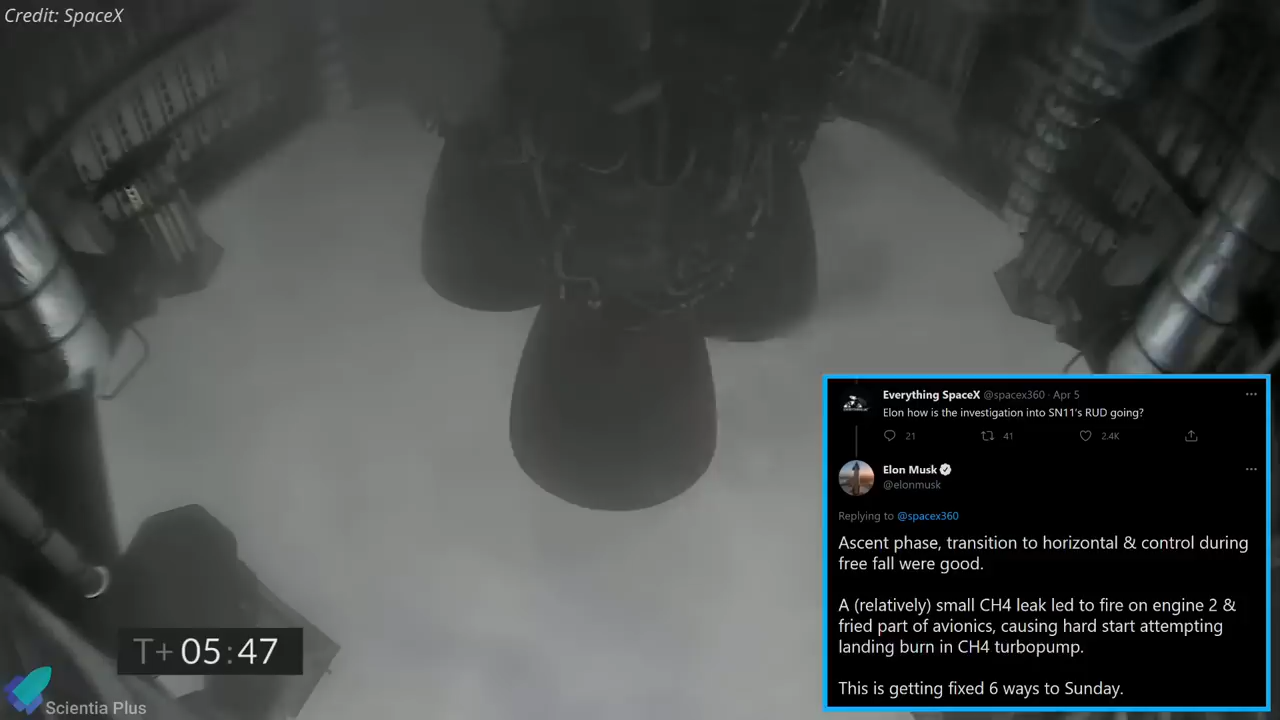 Credit: SpaceX
Everything SpaceX @spacex360 · Apr 5
Elon how is the investigation into SN11's RUD going?
21 41 2.4K
Elon Musk
@elonmusk
Replying to @spacex360
Ascent phase, transition to horizontal & control during
free fall were good.
A (relatively) small CH4 leak led to fire on engine 2 &
fried part of avionics, causing hard start attempting
landing burn in CH4 turbopump.
This is getting fixed 6 ways to Sunday.
T+ 05:47
Scientia Plus